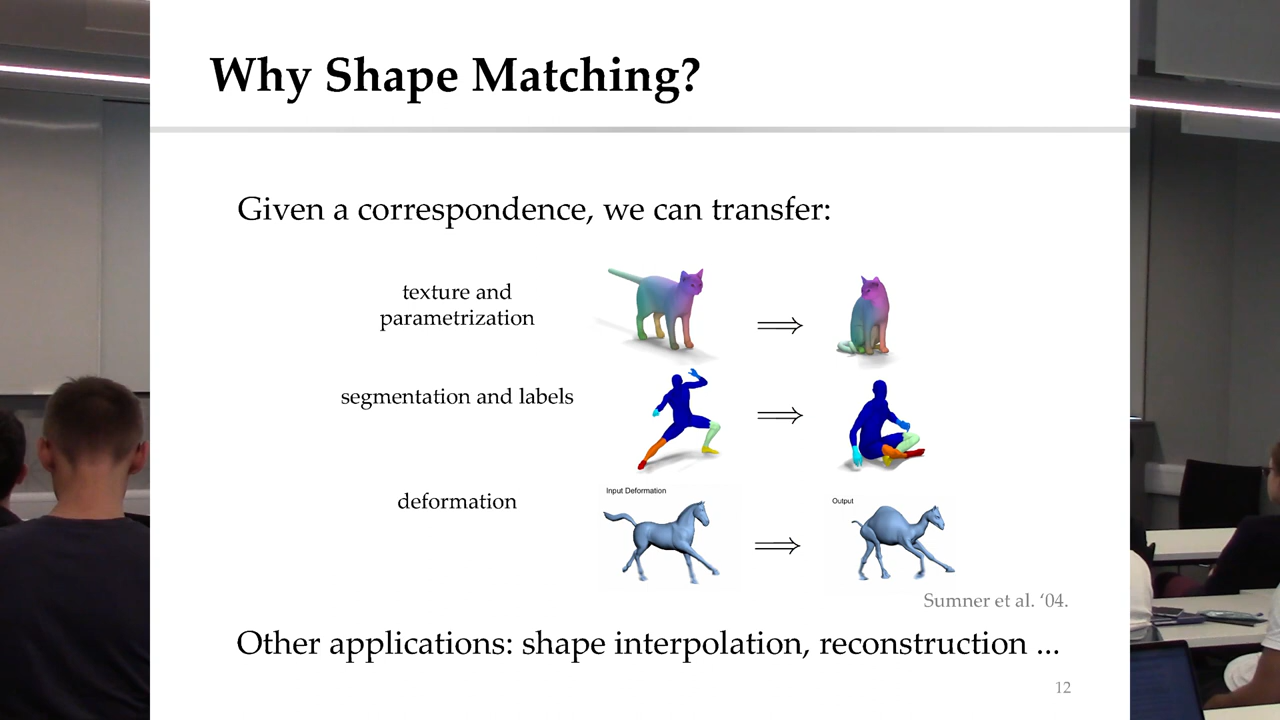 Why Shape Matching?
Given a correspondence, we can transfer:
texture and
parametrization
segmentation and labels
deformation
Input Deformation
Output
Sumner et al. ‘04.
Other applications: shape interpolation, reconstruction ...
12